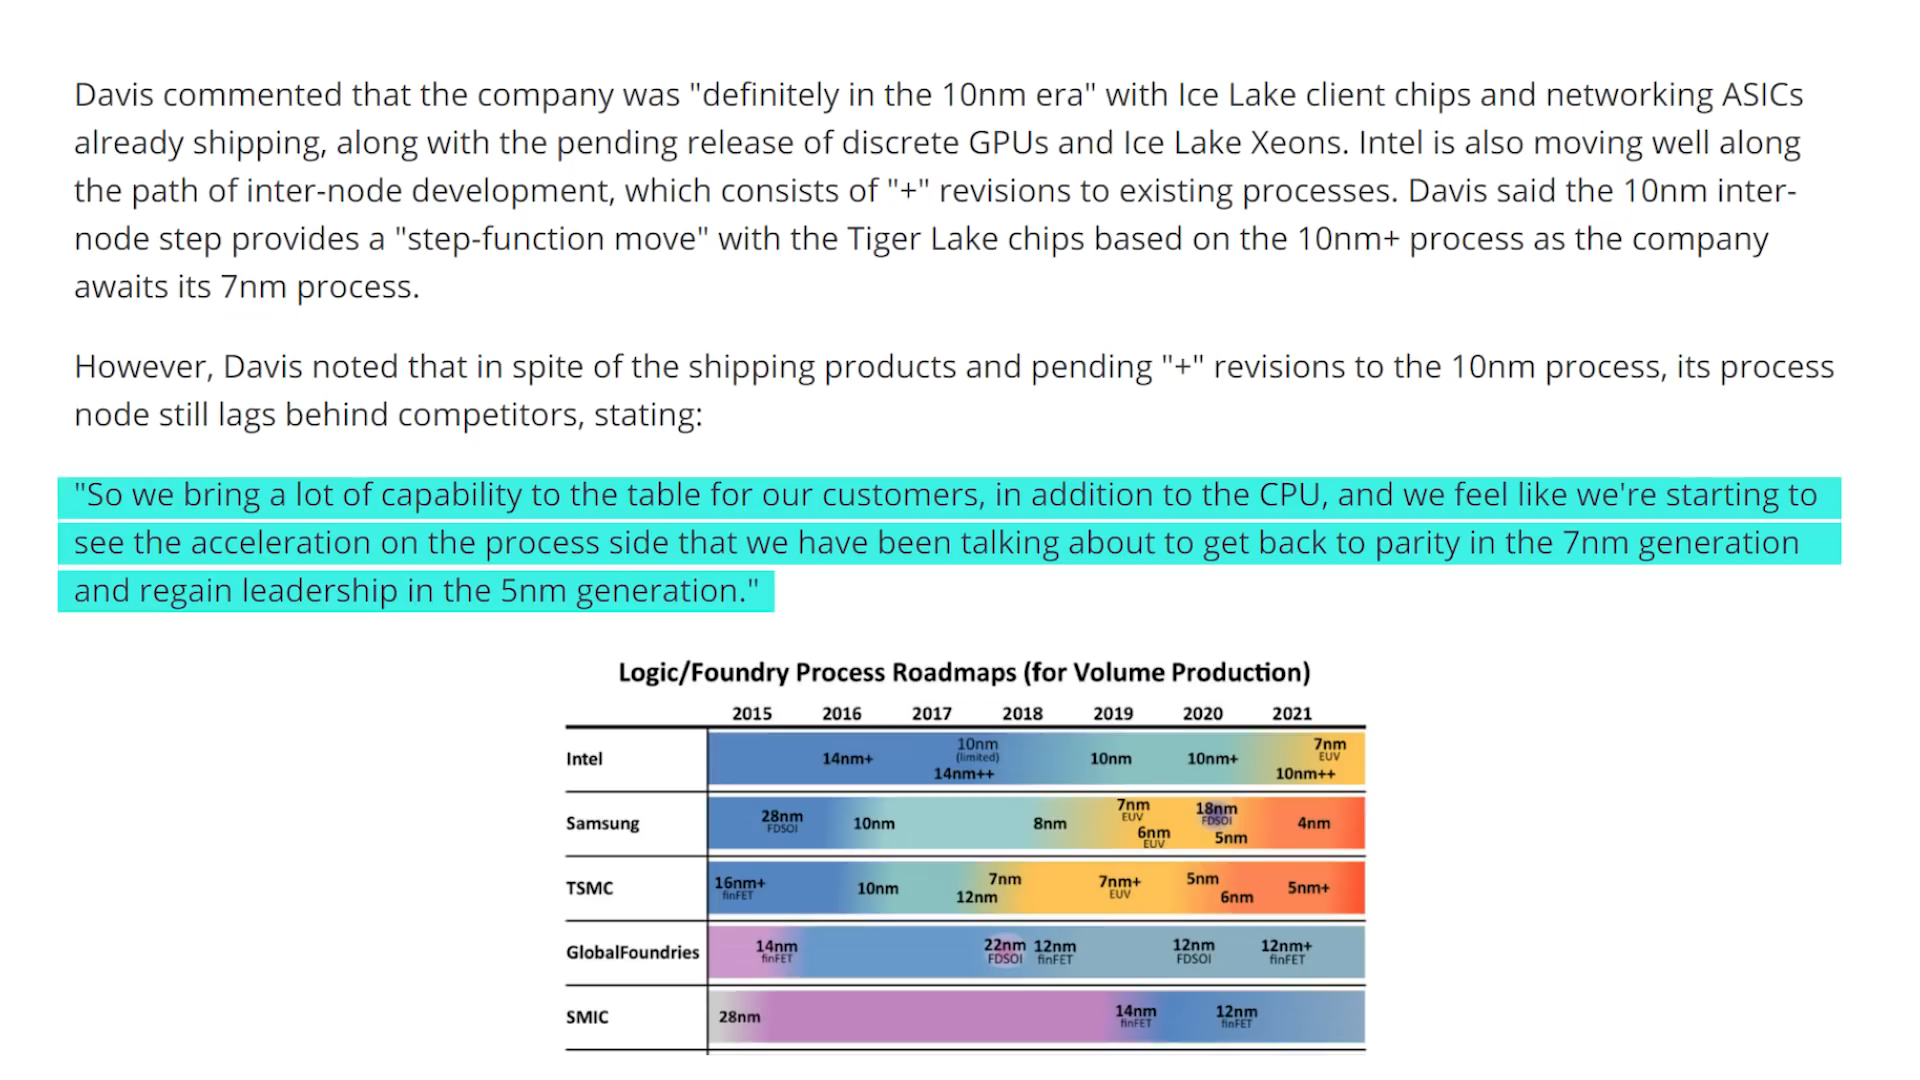 Davis commented that the company was "definitely in the 10nm era" with Ice Lake client chips and networking ASICs
already shipping, along with the pending release of discrete GPUs and Ice Lake Xeons. Intel is also moving well along
the path of inter-node development, which consists of "+" revisions to existing processes. Davis said the 10nm inter-
node step provides a "step-function move" with the Tiger Lake chips based on the 10nm+ process as the company
awaits its 7nm process.
However, Davis noted that in spite of the shipping products and pending "+" revisions to the 10nm process, its process
node still lags behind competitors, stating:
"So we bring a lot of capability to the table for our customers, in addition to the CPU, and we feel like we're starting to
see the acceleration on the process side that we have been talking about to get back to parity in the 7nm generation
and regain leadership in the 5nm generation."
Logic/Foundry Process Roadmaps (for Volume Production)
2015 2016 2017 2018 2019 2020 2021
Intel 14nm+ 10nm (limited) 14nm++ 10nm 10nm+ 7nm EUV 10nm++
Samsung 28nm FDSOI 10nm 8nm 7nm EUV 6nm EUV 18nm FDSOI 5nm 4nm
TSMC 16nm+ finFET 10nm 7nm 12nm 7nm+ EUV 5nm 6nm 5nm+
GlobalFoundries 14nm finFET 22nm FDSOI 12nm finFET 12nm FDSOI 12nm+ finFET
SMIC 28nm 14nm finFET 12nm finFET